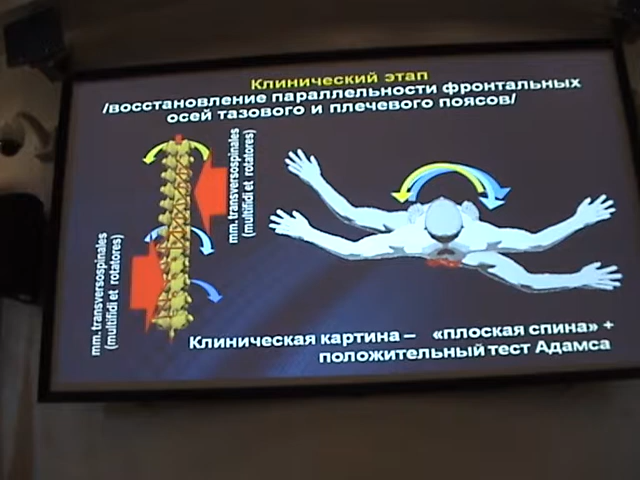 Клинический этап
/восстановление параллельности фронтальных
осей тазового и плечевого поясов/
mm. transversospinales
(multifidi et rotatores)
mm. transversospinales
(multifidi et rotatores)
Клиническая картина – «плоская спина» +
положительный тест Адамса